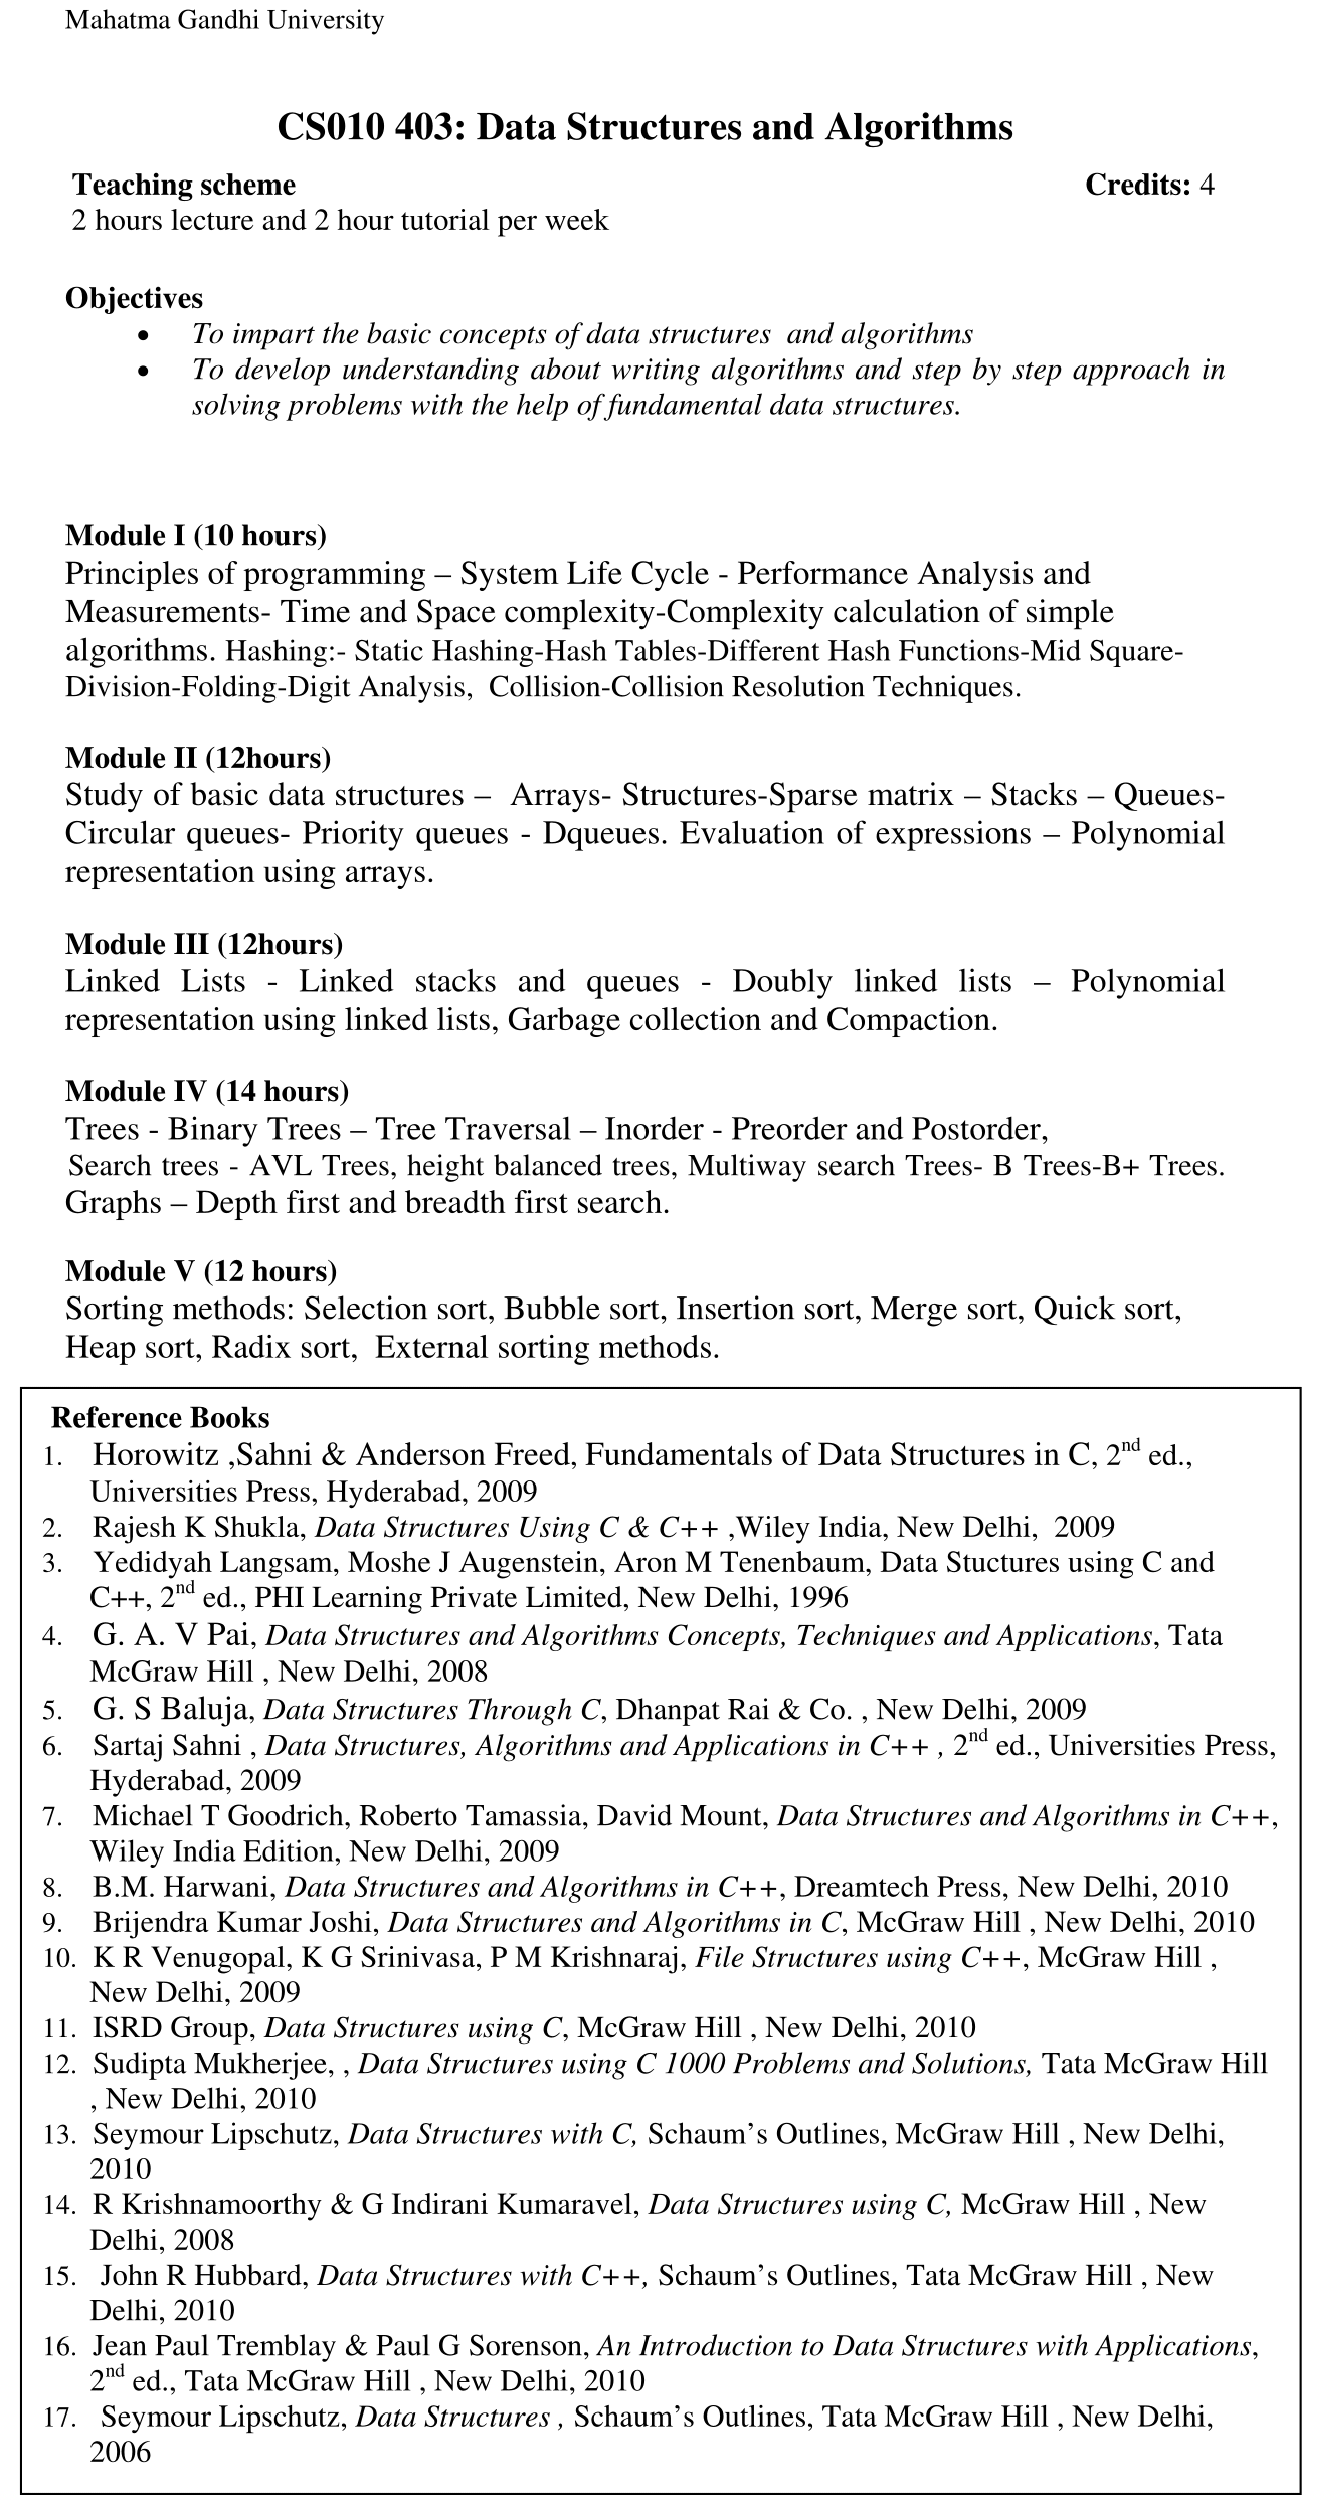 Mahatma Gandhi University
CS010 403: Data Structures and Algorithms
Teaching scheme Credits: 4
2 hours lecture and 2 hour tutorial per week
Objectives
• To impart the basic concepts of data structures and algorithms
• To develop understanding about writing algorithms and step by step approach in
solving problems with the help of fundamental data structures.
Module I (10 hours)
Principles of programming – System Life Cycle - Performance Analysis and
Measurements- Time and Space complexity-Complexity calculation of simple
algorithms. Hashing:- Static Hashing-Hash Tables-Different Hash Functions-Mid Square-
Division-Folding-Digit Analysis, Collision-Collision Resolution Techniques.
Module II (12hours)
Study of basic data structures – Arrays- Structures-Sparse matrix – Stacks – Queues-
Circular queues- Priority queues - Dqueues. Evaluation of expressions – Polynomial
representation using arrays.
Module III (12hours)
Linked Lists - Linked stacks and queues - Doubly linked lists – Polynomial
representation using linked lists, Garbage collection and Compaction.
Module IV (14 hours)
Trees - Binary Trees – Tree Traversal – Inorder - Preorder and Postorder,
Search trees - AVL Trees, height balanced trees, Multiway search Trees- B Trees-B+ Trees.
Graphs – Depth first and breadth first search.
Module V (12 hours)
Sorting methods: Selection sort, Bubble sort, Insertion sort, Merge sort, Quick sort,
Heap sort, Radix sort, External sorting methods.
Reference Books
1. Horowitz ,Sahni & Anderson Freed, Fundamentals of Data Structures in C, 2nd ed.,
Universities Press, Hyderabad, 2009
2. Rajesh K Shukla, Data Structures Using C & C++ ,Wiley India, New Delhi, 2009
3. Yedidyah Langsam, Moshe J Augenstein, Aron M Tenenbaum, Data Stuctures using C and
C++, 2nd ed., PHI Learning Private Limited, New Delhi, 1996
4. G. A. V Pai, Data Structures and Algorithms Concepts, Techniques and Applications, Tata
McGraw Hill , New Delhi, 2008
5. G. S Baluja, Data Structures Through C, Dhanpat Rai & Co. , New Delhi, 2009
6. Sartaj Sahni , Data Structures, Algorithms and Applications in C++ , 2nd ed., Universities Press,
Hyderabad, 2009
7. Michael T Goodrich, Roberto Tamassia, David Mount, Data Structures and Algorithms in C++,
Wiley India Edition, New Delhi, 2009
8. B.M. Harwani, Data Structures and Algorithms in C++, Dreamtech Press, New Delhi, 2010
9. Brijendra Kumar Joshi, Data Structures and Algorithms in C, McGraw Hill , New Delhi, 2010
10. K R Venugopal, K G Srinivasa, P M Krishnaraj, File Structures using C++, McGraw Hill ,
New Delhi, 2009
11. ISRD Group, Data Structures using C, McGraw Hill , New Delhi, 2010
12. Sudipta Mukherjee, , Data Structures using C 1000 Problems and Solutions, Tata McGraw Hill
, New Delhi, 2010
13. Seymour Lipschutz, Data Structures with C, Schaum’s Outlines, McGraw Hill , New Delhi,
2010
14. R Krishnamoorthy & G Indirani Kumaravel, Data Structures using C, McGraw Hill , New
Delhi, 2008
15. John R Hubbard, Data Structures with C++, Schaum’s Outlines, Tata McGraw Hill , New
Delhi, 2010
16. Jean Paul Tremblay & Paul G Sorenson, An Introduction to Data Structures with Applications,
2nd ed., Tata McGraw Hill , New Delhi, 2010
17. Seymour Lipschutz, Data Structures , Schaum’s Outlines, Tata McGraw Hill , New Delhi,
2006